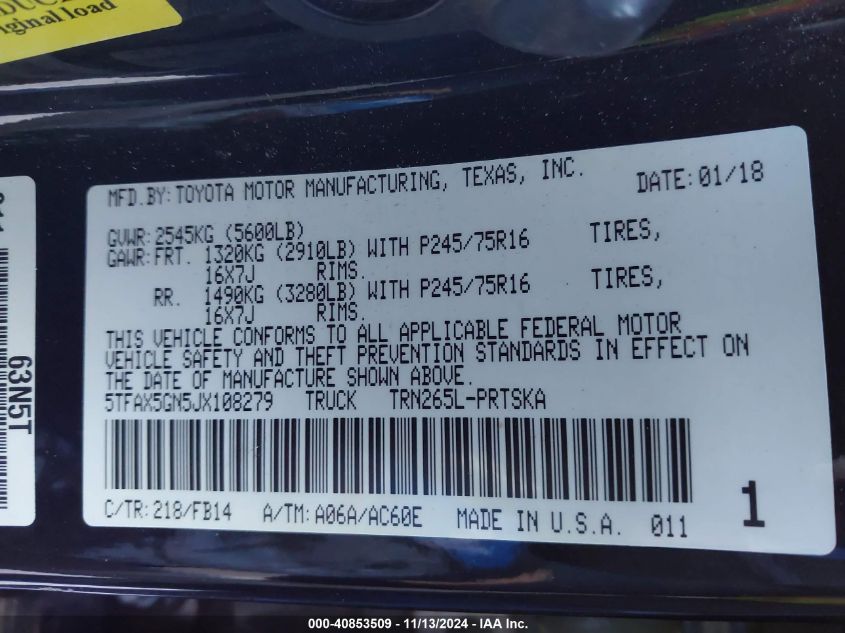 original load
MFD.BY:TOYOTA MOTOR MANUFACTURING, TEXAS, INC. DATE:01/18
GVWR:2545KG (5600LB)
GAWR:FRT. 1320KG (2910LB) WITH P245/75R16 TIRES,
16X7J RIMS.
RR. 1490KG (3280LB) WITH P245/75R16 TIRES,
16X7J RIMS.
THIS VEHICLE CONFORMS TO ALL APPLICABLE FEDERAL MOTOR
VEHICLE SAFETY AND THEFT PREVENTION STANDARDS IN EFFECT ON
THE DATE OF MANUFACTURE SHOWN ABOVE.
5TFAX5GN5JX108279 TRUCK TRN265L-PRTSKA
C/TR:218/FB14 A/TM:A06A/AC60E MADE IN U.S.A. 011
1
63N5T
000-40853509 - 11/13/2024 - IAA Inc.